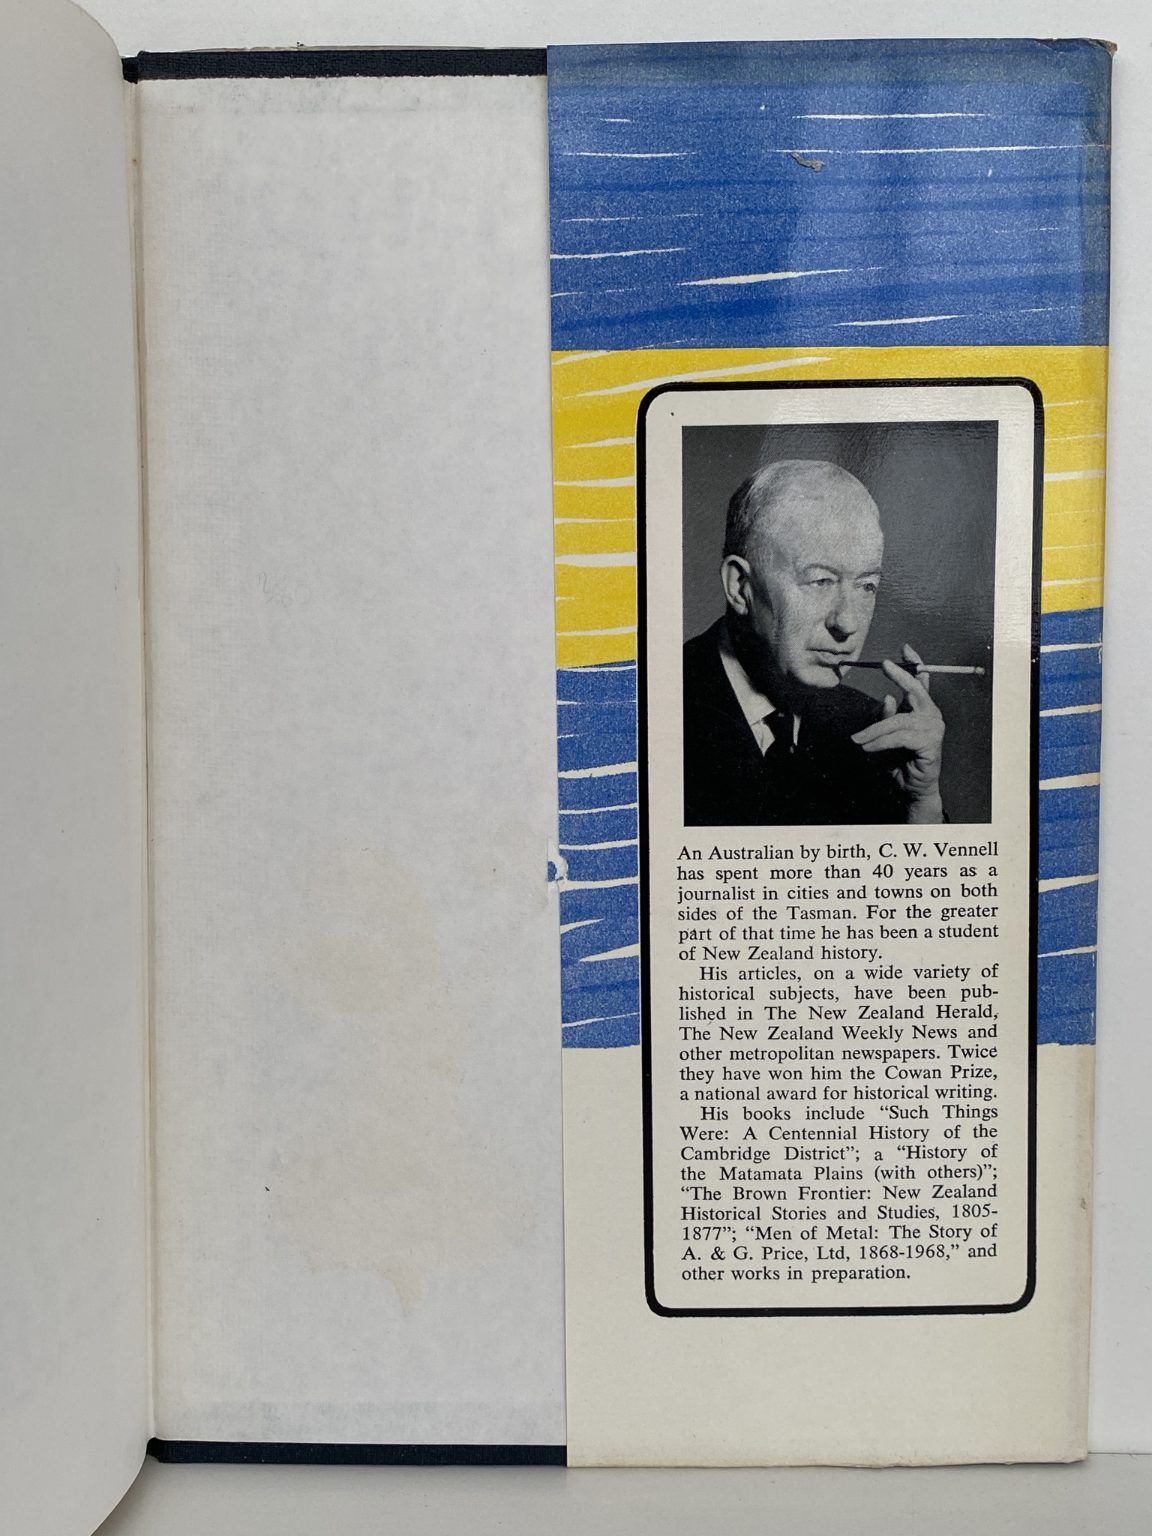 An Australian by birth, C. W. Vennell
has spent more than 40 years as a
journalist in cities and towns on both
sides of the Tasman. For the greater
part of that time he has been a student
of New Zealand history.
His articles, on a wide variety of
historical subjects, have been pub-
lished in The New Zealand Herald,
The New Zealand Weekly News and
other metropolitan newspapers. Twice
they have won him the Cowan Prize,
a national award for historical writing.
His books include “Such Things
Were: A Centennial History of the
Cambridge District”; a “History of
the Matamata Plains (with others)”;
“The Brown Frontier: New Zealand
Historical Stories and Studies, 1805-
1877”; “Men of Metal: The Story of
A. & G. Price, Ltd, 1868-1968,” and
other works in preparation.